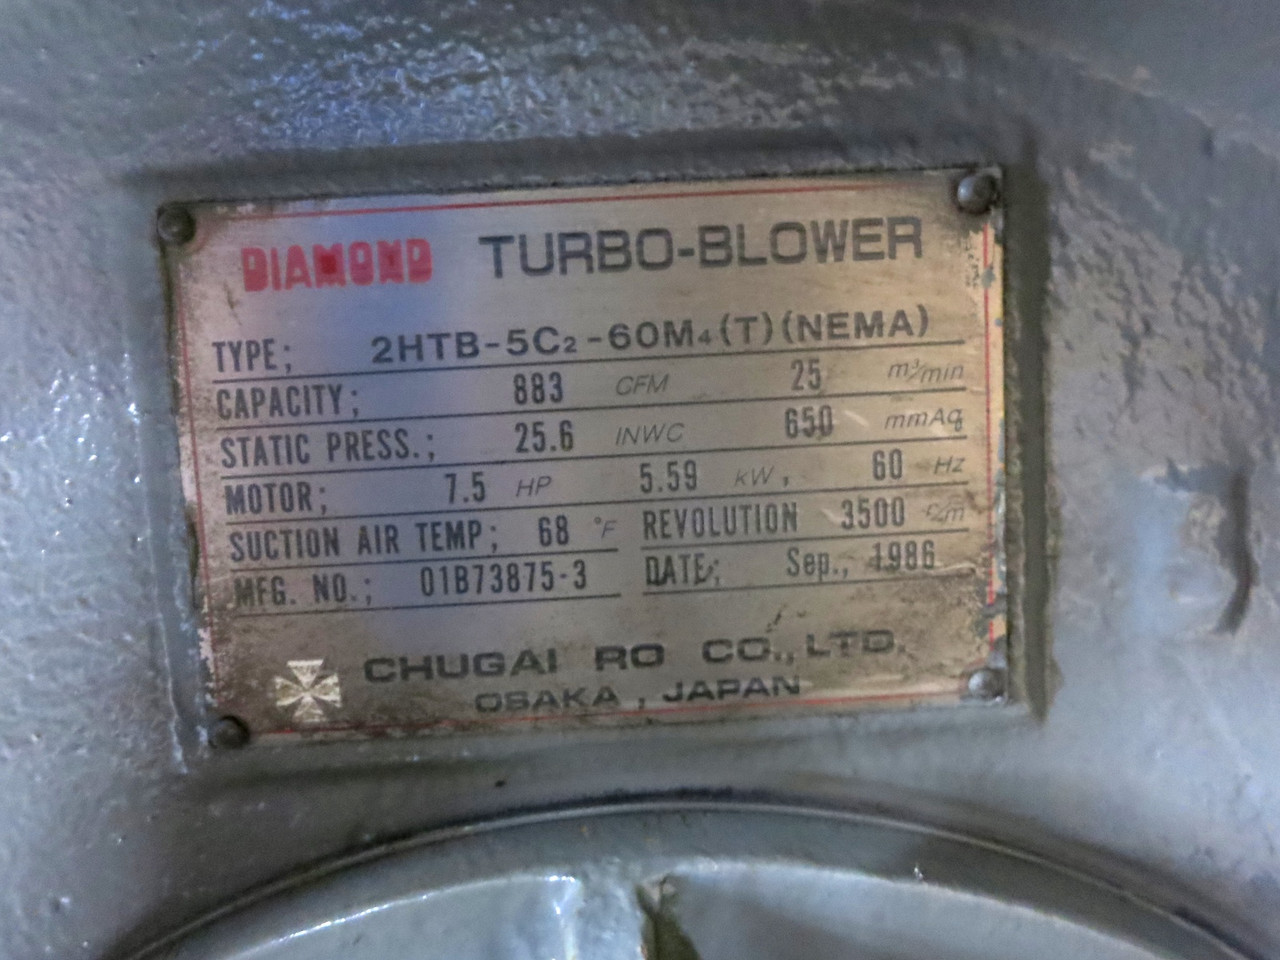 DIAMOND TURBO-BLOWER
TYPE; 2HTB-5C2-60M4(T)(NEMA)
CAPACITY; 883 CFM 25 m³/min
STATIC PRESS.; 25.6 INWC 650 mmAq
MOTOR; 7.5 HP 5.59 kW, 60 Hz
SUCTION AIR TEMP; 68 °F REVOLUTION 3500 r/m
MFG. NO.; 01B73875-3 DATE; Sep., 1986
CHUGAI RO CO., LTD.
OSAKA, JAPAN